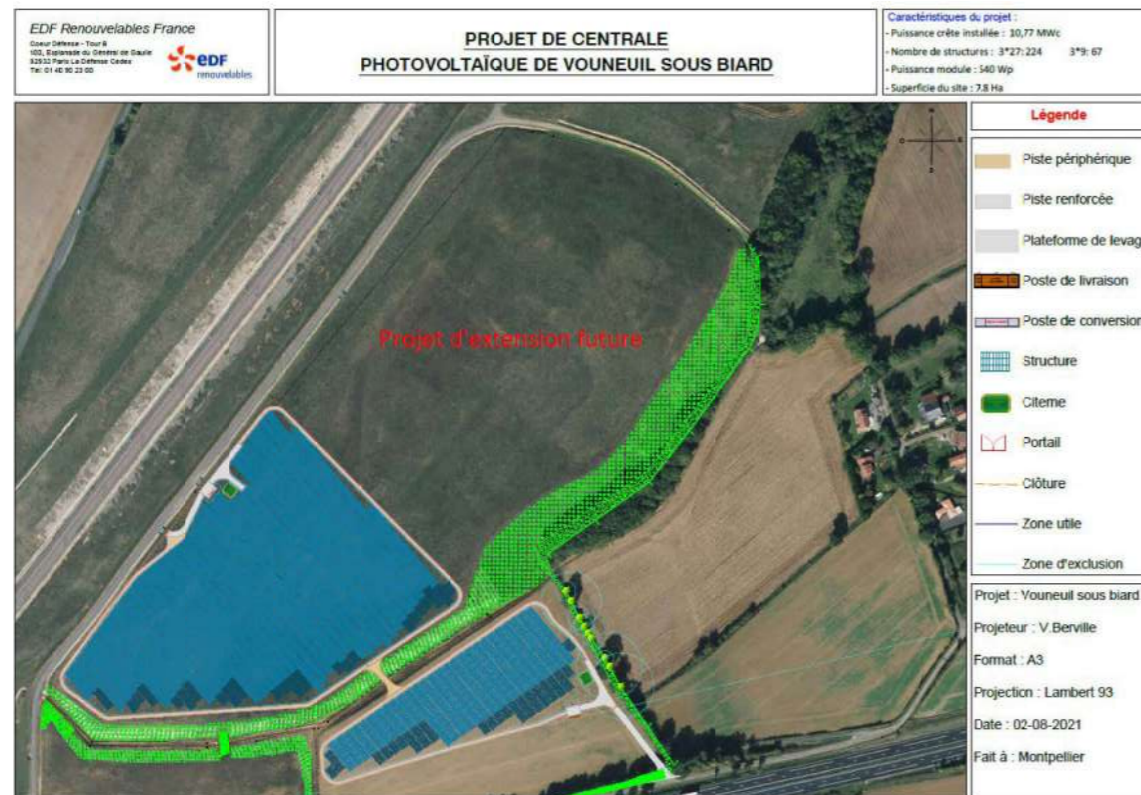 EDF Renouvelables France
Coeur Défense - Tour B
102, Esplanade du Général de Gaulle
92932 Paris La Défense Cedex
Tel: 01 40 90 23 00
edf
renouvelables
PROJET DE CENTRALE
PHOTOVOLTAÏQUE DE VOUNEUIL SOUS BIARD
Caractéristiques du projet :
- Puissance crête installée : 10,77 MWc
- Nombre de structures : 3*27: 224 3*9: 67
- Puissance module : 540 Wp
- Superficie du site : 7.8 Ha
Projet d'extension future
Légende
Piste périphérique
Piste renforcée
Plateforme de levag
Poste de livraison
Poste de conversion
Structure
Citerne
Portail
Clôture
Zone utile
Zone d'exclusion
Projet : Vouneuil sous biard
Projeteur : V.Berville
Format : A3
Projection : Lambert 93
Date : 02-08-2021
Fait à : Montpellier